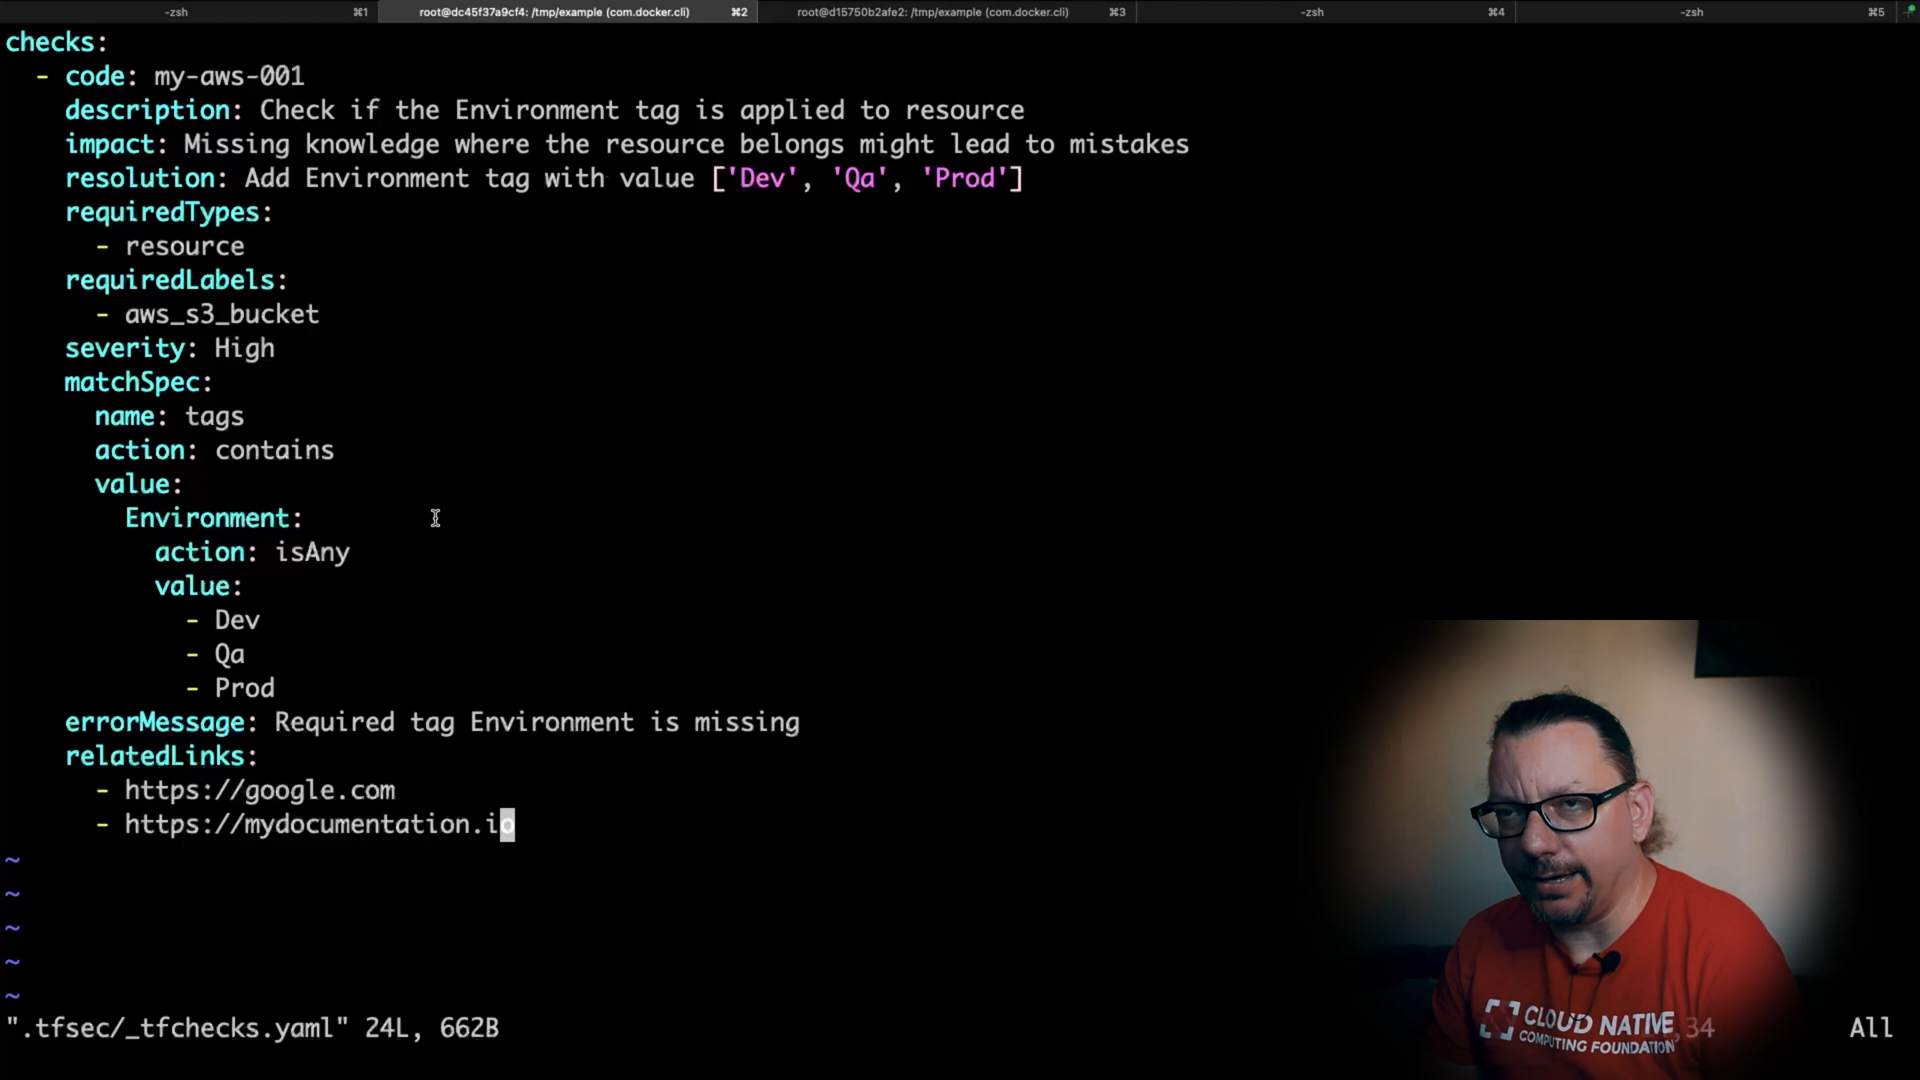 -zsh ⌘1 root@dc45f37a9cf4: /tmp/example (com.docker.cli) ⌘2 root@d15750b2afe2: /tmp/example (com.docker.cli) ⌘3 -zsh ⌘4 -zsh ⌘5
checks:
  - code: my-aws-001
    description: Check if the Environment tag is applied to resource
    impact: Missing knowledge where the resource belongs might lead to mistakes
    resolution: Add Environment tag with value ['Dev', 'Qa', 'Prod']
    requiredTypes:
      - resource
    requiredLabels:
      - aws_s3_bucket
    severity: High
    matchSpec:
      name: tags
      action: contains
      value:
        Environment:
          action: isAny
          value:
            - Dev
            - Qa
            - Prod
    errorMessage: Required tag Environment is missing
    relatedLinks:
      - https://google.com
      - https://mydocumentation.io
~
~
~
~
~
".tfsec/_tfchecks.yaml" 24L, 662B ,34 All
CLOUD NATIVE
COMPUTING FOUNDATION